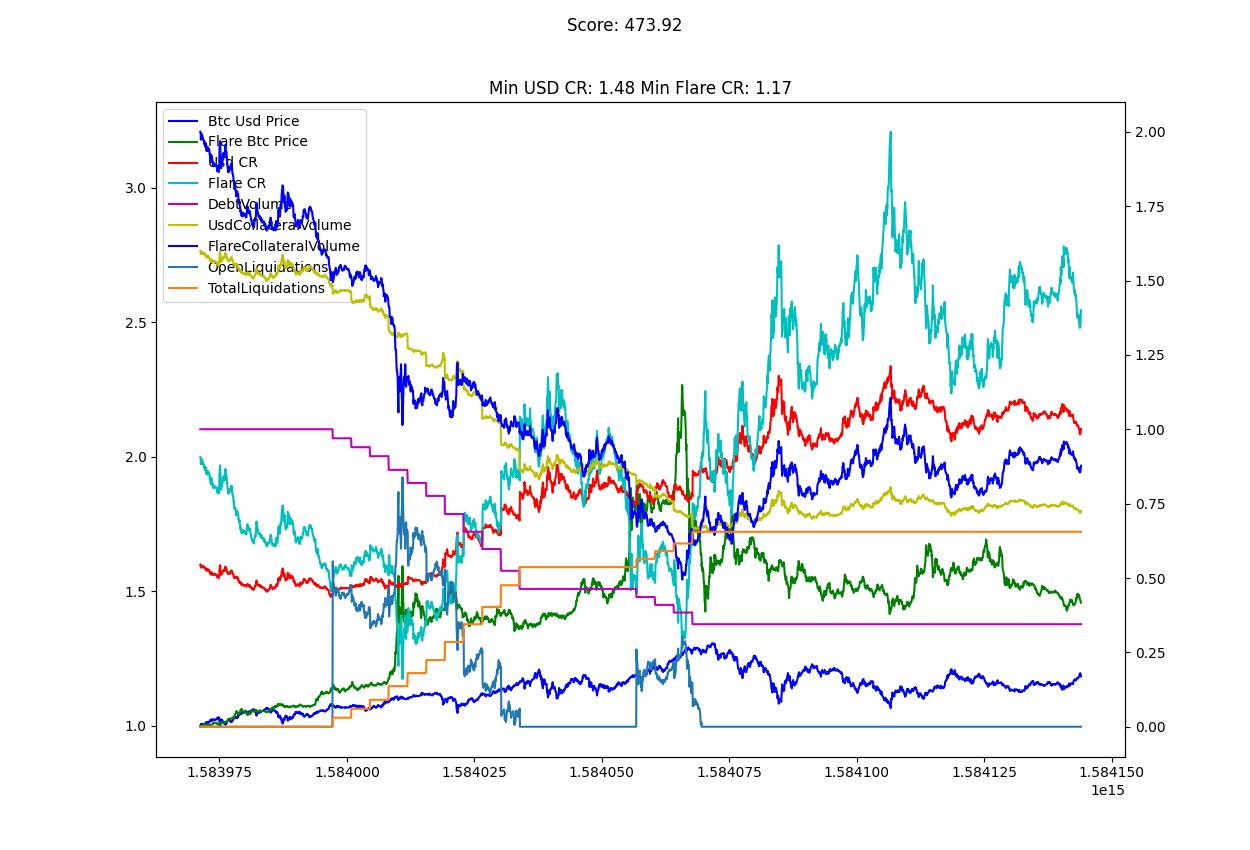 Score: 473.92
Min USD CR: 1.48 Min Flare CR: 1.17
Btc Usd Price
Flare Btc Price
Usd CR
Flare CR
DebtVolume
UsdCollateralVolume
FlareCollateralVolume
OpenLiquidations
TotalLiquidations
3.0
2.5
2.0
1.5
1.0
2.00
1.75
1.50
1.25
1.00
0.75
0.50
0.25
0.00
1.583975 1.584000 1.584025 1.584050 1.584075 1.584100 1.584125 1.584150
1e15